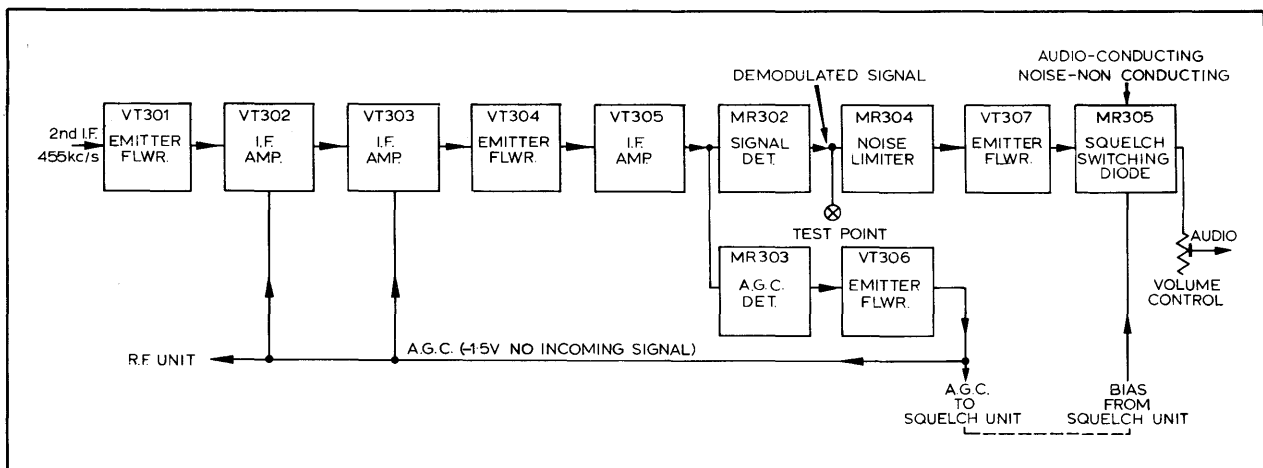 AUDIO-CONDUCTING
NOISE-NON CONDUCTING
DEMODULATED SIGNAL
2nd I.F.
455kc/s
VT301
EMITTER
FLWR.
VT302
I.F.
AMP.
VT303
I.F.
AMP.
VT304
EMITTER
FLWR.
VT305
I.F.
AMP.
MR302
SIGNAL
DET.
MR304
NOISE
LIMITER
VT307
EMITTER
FLWR.
MR305
SQUELCH
SWITCHING
DIODE
TEST POINT
AUDIO
VOLUME
CONTROL
MR303
A.G.C.
DET.
VT306
EMITTER
FLWR.
R.F. UNIT
A.G.C. (-1·5V NO INCOMING SIGNAL)
A.G.C.
TO
SQUELCH UNIT
BIAS
FROM
SQUELCH UNIT